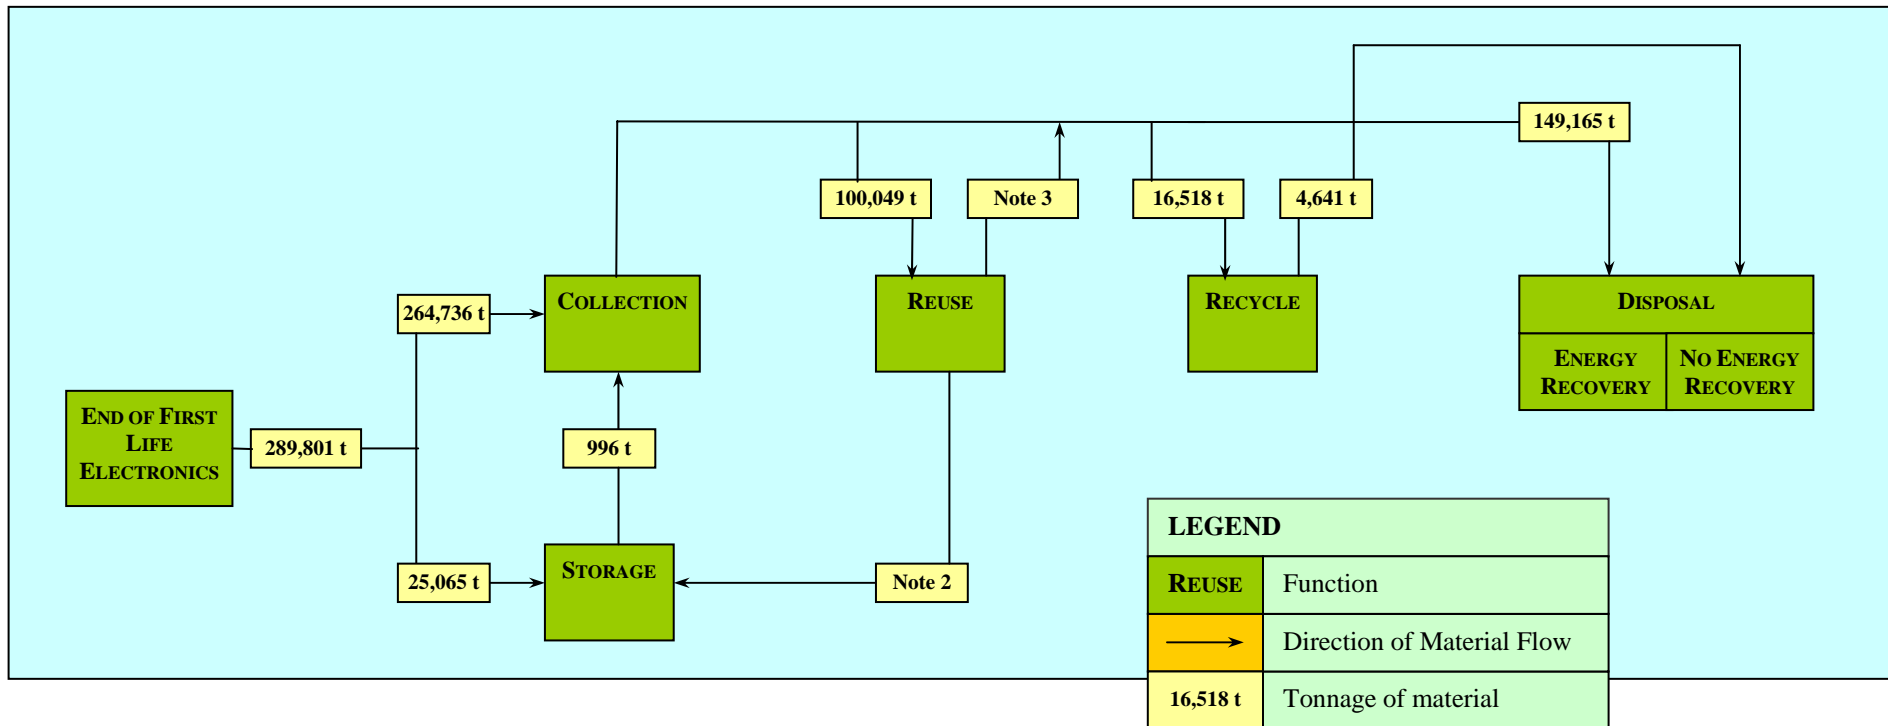 149,165 t
100,049 t
Note 3
16,518 t
4,641 t
264,736 t
COLLECTION
REUSE
RECYCLE
DISPOSAL
ENERGY
RECOVERY
NO ENERGY
RECOVERY
END OF FIRST
LIFE
ELECTRONICS
289,801 t
996 t
25,065 t
STORAGE
Note 2
LEGEND
REUSE Function
Direction of Material Flow
16,518 t Tonnage of material